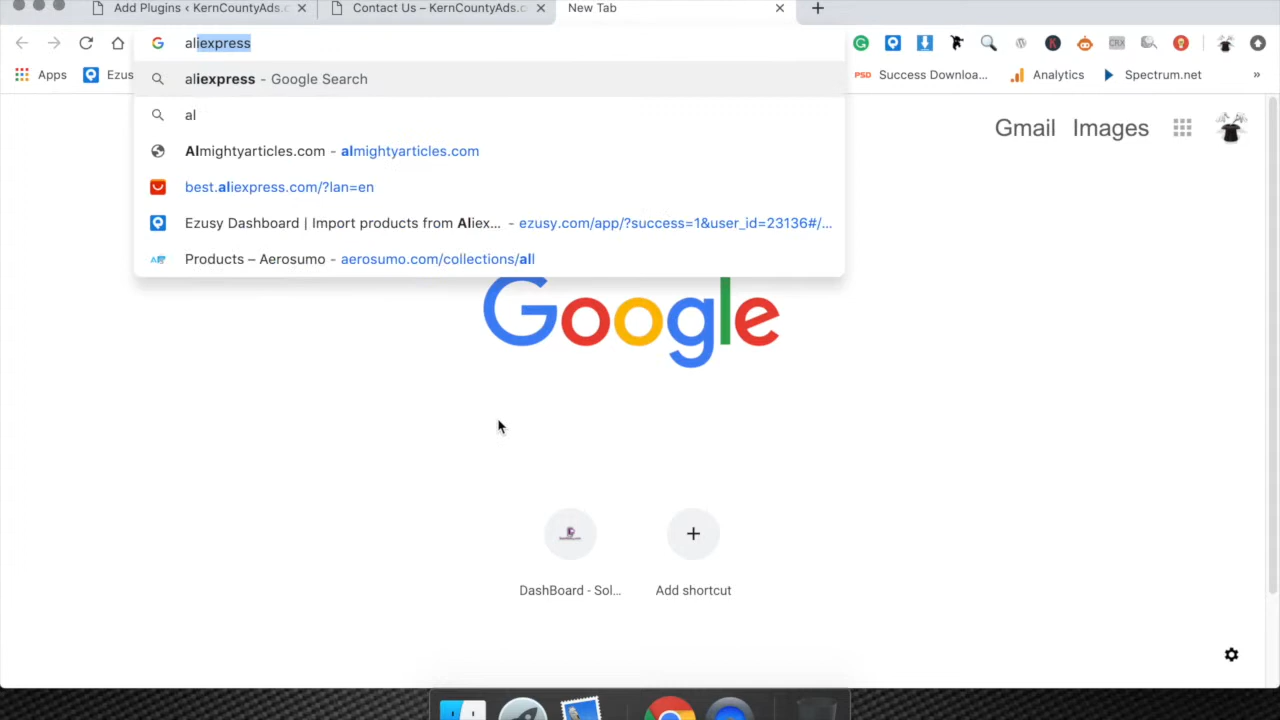 Add Plugins ‹ KernCountyAds.c
Contact Us – KernCountyAds.c
New Tab
aliexpress
Apps
Ezus
PSD Success Downloa...
Analytics
Spectrum.net
»
aliexpress - Google Search
al
Almightyarticles.com - almightyarticles.com
best.aliexpress.com/?lan=en
Ezusy Dashboard | Import products from Aliex... - ezusy.com/app/?success=1&user_id=23136#/...
Products – Aerosumo - aerosumo.com/collections/all
Gmail Images
Google
DashBoard - Sol...
Add shortcut